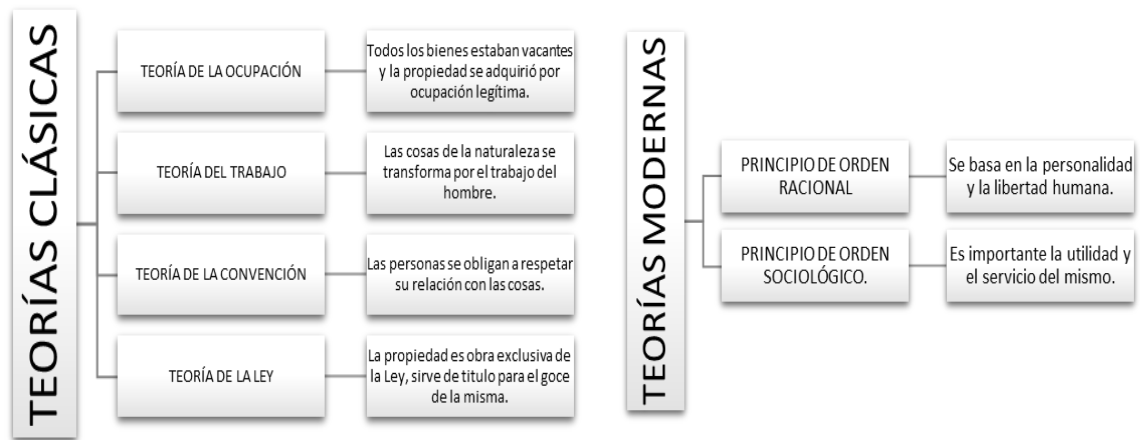 TEORÍAS CLÁSICAS
TEORÍA DE LA OCUPACIÓN
Todos los bienes estaban vacantes
y la propiedad se adquirió por
ocupación legítima.
TEORÍA DEL TRABAJO
Las cosas de la naturaleza se
transforma por el trabajo del
hombre.
TEORÍA DE LA CONVENCIÓN
Las personas se obligan a respetar
su relación con las cosas.
TEORÍA DE LA LEY
La propiedad es obra exclusiva de
la Ley, sirve de titulo para el goce
de la misma.
TEORÍAS MODERNAS
PRINCIPIO DE ORDEN
RACIONAL
Se basa en la personalidad
y la libertad humana.
PRINCIPIO DE ORDEN
SOCIOLÓGICO.
Es importante la utilidad y
el servicio del mismo.